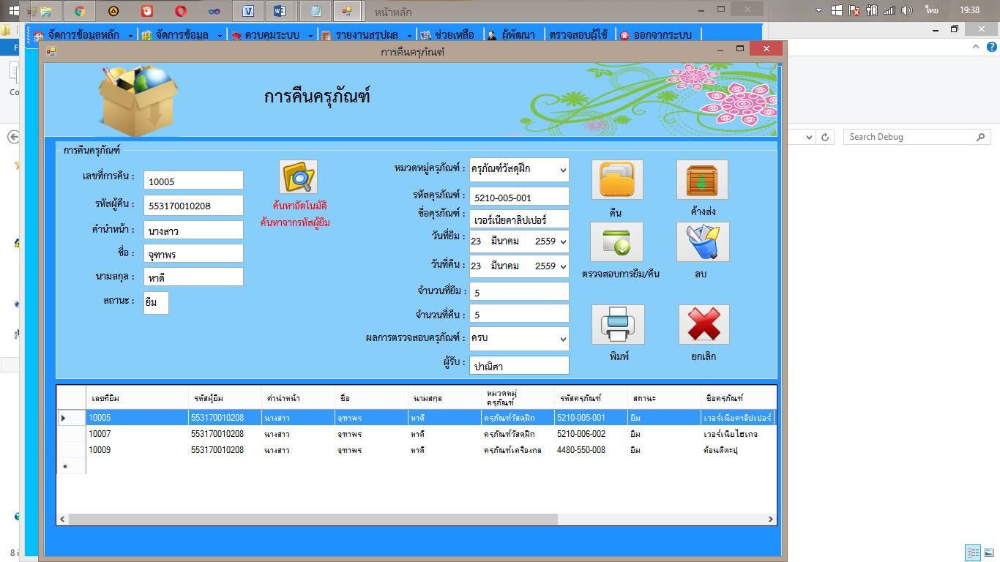 หน้าหลัก
ไทย
19:38
จัดการข้อมูลหลัก
จัดการข้อมูล
ควบคุมระบบ
รายงานสรุปผล
ช่วยเหลือ
ผู้พัฒนา
ตรวจสอบผู้ใช้
ออกจากระบบ
F
การคืนครุภัณฑ์
Co
การคืนครุภัณฑ์
Search Debug
การคืนครุภัณฑ์
เลขที่การคืน : 10005
รหัสผู้คืน : 553170010208
คำนำหน้า : นางสาว
ชื่อ : จุฑาพร
นามสกุล : หาดี
สถานะ : ยืม
ค้นหาอัตโนมัติ
ค้นหาจากรหัสผู้ยืม
หมวดหมู่ครุภัณฑ์ : ครุภัณฑ์วัสดุฝึก
รหัสคุรภัณฑ์ : 5210-005-001
ชื่อคุรภัณฑ์ : เวอร์เนียคาลิปเปอร์
วันที่ยืม : 23 มีนาคม 2559
วันที่คืน : 23 มีนาคม 2559
จำนวนที่ยืม : 5
จำนวนที่คืน : 5
ผลการตรวจสอบครุภัณฑ์ : ครบ
ผู้รับ : ปาณิศา
คืน
ค้างส่ง
ตรวจสอบการยืม/คืน
ลบ
พิมพ์
ยกเลิก
เลขที่ยืม รหัสผู้ยืม คำนำหน้า ชื่อ นามสกุล หมวดหมู่ครุภัณฑ์ รหัสครุภัณฑ์ สถานะ ชื่อครุภัณฑ์
10005 553170010208 นางสาว จุฑาพร หาดี ครุภัณฑ์วัสดุฝึก 5210-005-001 ยืม เวอร์เนียคาลิปเปอร์
10007 553170010208 นางสาว จุฑาพร หาดี ครุภัณฑ์วัสดุฝึก 5210-006-002 ยืม เวอร์เนียไฮเกจ
10009 553170010208 นางสาว จุฑาพร หาดี ครุภัณฑ์เครื่องกล 4480-550-008 ยืม ค้อนตีตะปู
8 i